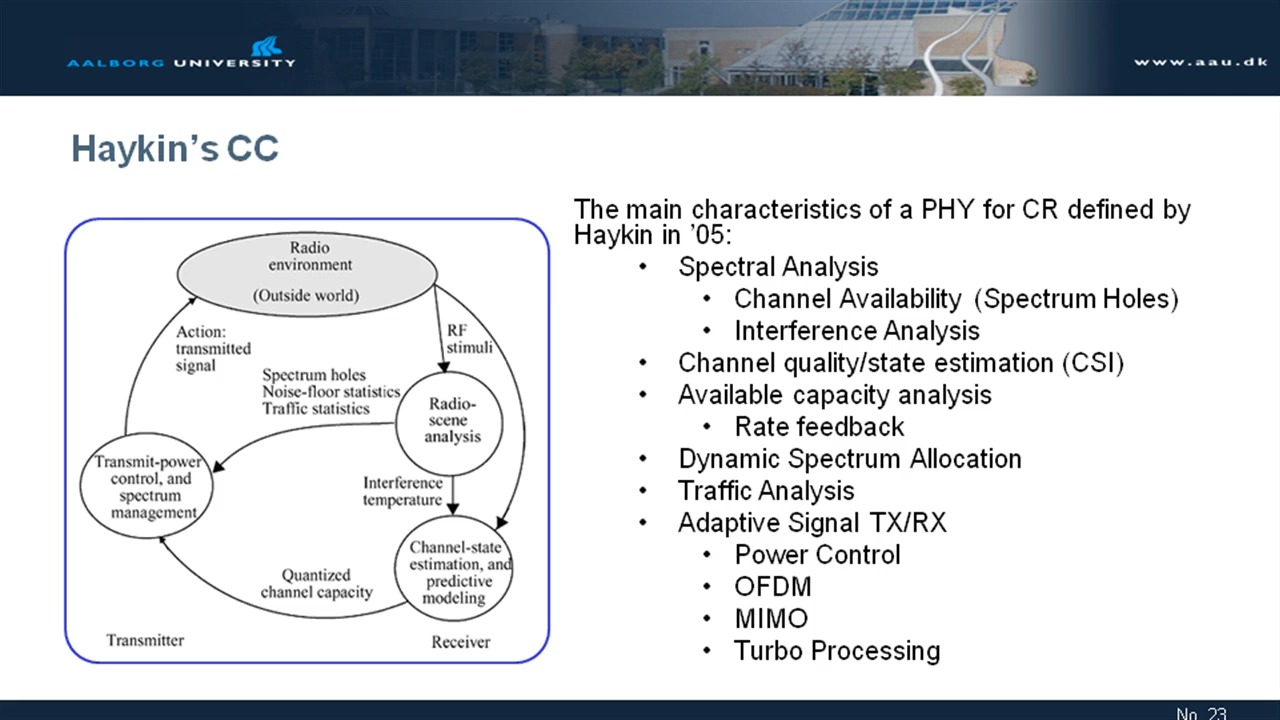 AALBORG UNIVERSITY
www.aau.dk
Haykin's CC
Radio
environment
(Outside world)
Action:
transmitted
signal
RF
stimuli
Spectrum holes
Noise-floor statistics
Traffic statistics
Radio-
scene
analysis
Transmit-power
control, and
spectrum
management
Interference
temperature
Channel-state
estimation, and
predictive
modeling
Quantized
channel capacity
Transmitter
Receiver
The main characteristics of a PHY for CR defined by
Haykin in '05:
• Spectral Analysis
• Channel Availability (Spectrum Holes)
• Interference Analysis
• Channel quality/state estimation (CSI)
• Available capacity analysis
• Rate feedback
• Dynamic Spectrum Allocation
• Traffic Analysis
• Adaptive Signal TX/RX
• Power Control
• OFDM
• MIMO
• Turbo Processing
No. 23